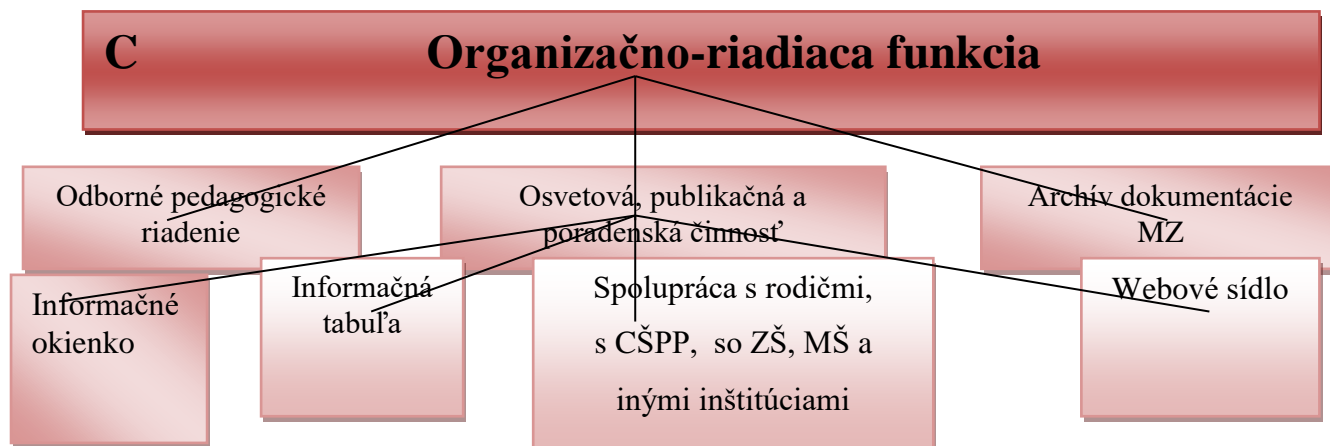 C Organizačno-riadiaca funkcia
Odborné pedagogické
riadenie
Osvetová, publikačná a
poradenská činnosť
Archív dokumentácie
MZ
Informačné
okienko
Informačná
tabuľa
Spolupráca s rodičmi,
s CŠPP, so ZŠ, MŠ a
inými inštitúciami
Webové sídlo